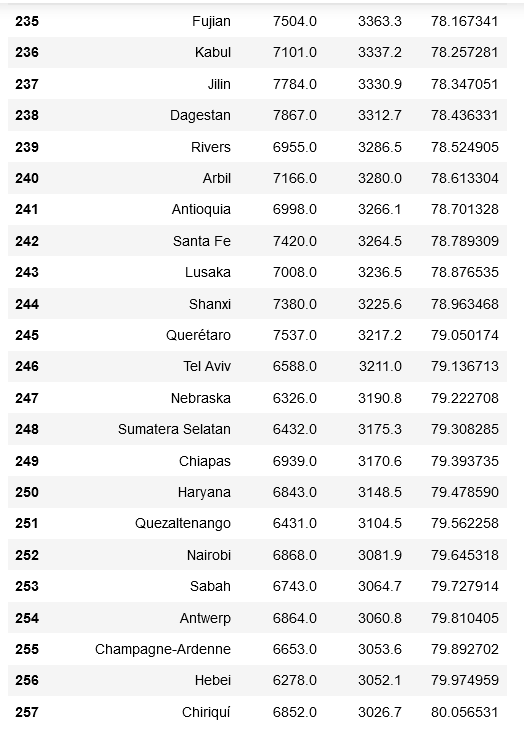 235 Fujian 7504.0 3363.3 78.167341
236 Kabul 7101.0 3337.2 78.257281
237 Jilin 7784.0 3330.9 78.347051
238 Dagestan 7867.0 3312.7 78.436331
239 Rivers 6955.0 3286.5 78.524905
240 Arbil 7166.0 3280.0 78.613304
241 Antioquia 6998.0 3266.1 78.701328
242 Santa Fe 7420.0 3264.5 78.789309
243 Lusaka 7008.0 3236.5 78.876535
244 Shanxi 7380.0 3225.6 78.963468
245 Querétaro 7537.0 3217.2 79.050174
246 Tel Aviv 6588.0 3211.0 79.136713
247 Nebraska 6326.0 3190.8 79.222708
248 Sumatera Selatan 6432.0 3175.3 79.308285
249 Chiapas 6939.0 3170.6 79.393735
250 Haryana 6843.0 3148.5 79.478590
251 Quezaltenango 6431.0 3104.5 79.562258
252 Nairobi 6868.0 3081.9 79.645318
253 Sabah 6743.0 3064.7 79.727914
254 Antwerp 6864.0 3060.8 79.810405
255 Champagne-Ardenne 6653.0 3053.6 79.892702
256 Hebei 6278.0 3052.1 79.974959
257 Chiriquí 6852.0 3026.7 80.056531